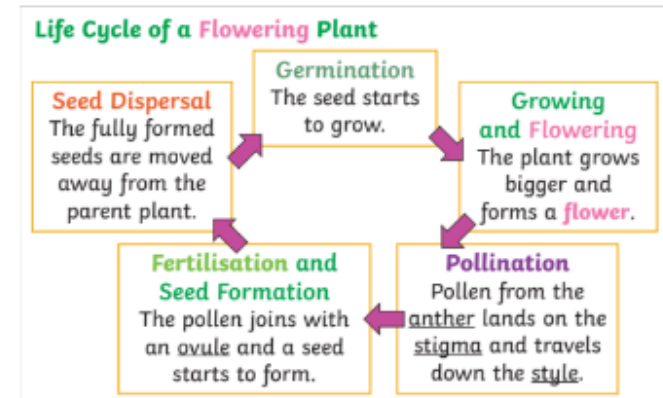 Life Cycle of a Flowering Plant
Germination
The seed starts
to grow.
Growing
and Flowering
The plant grows
bigger and
forms a flower.
Pollination
Pollen from the
anther lands on the
stigma and travels
down the style.
Fertilisation and
Seed Formation
The pollen joins with
an ovule and a seed
starts to form.
Seed Dispersal
The fully formed
seeds are moved
away from the
parent plant.